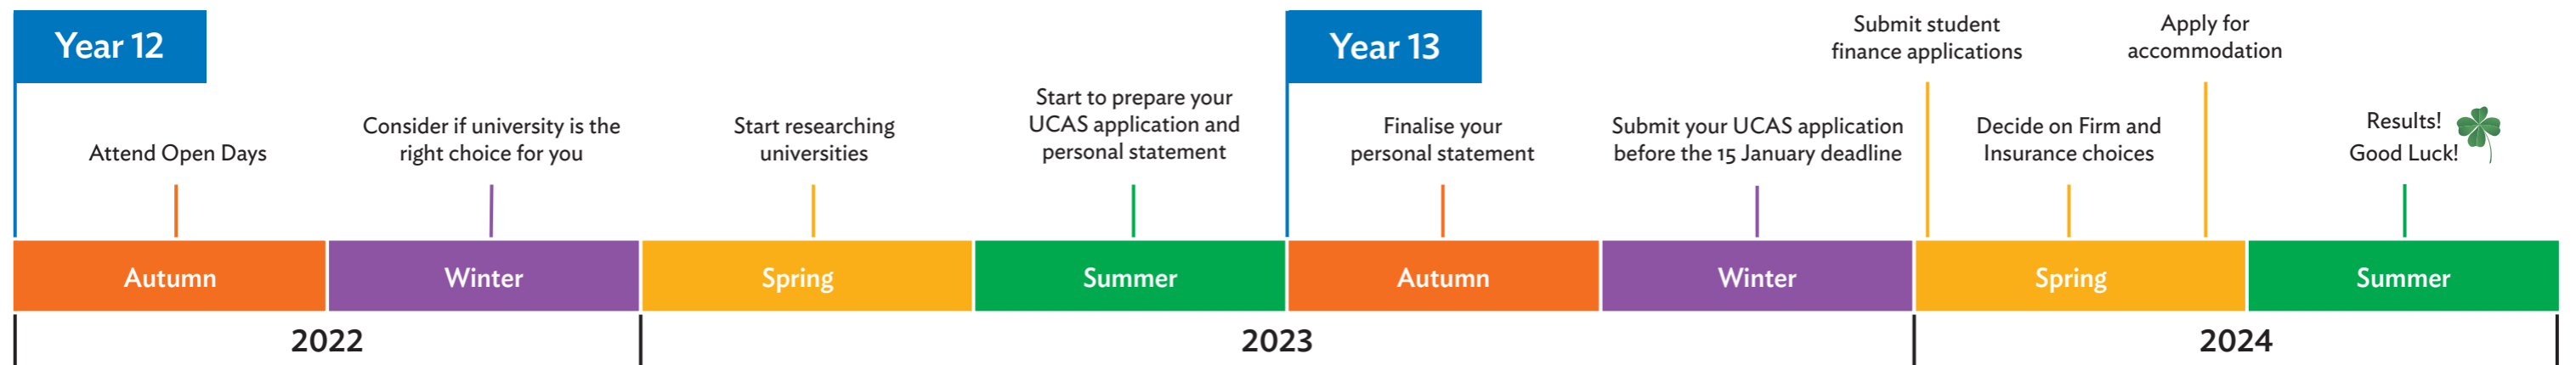 Year 12
Attend Open Days
Consider if university is the
right choice for you
Start researching
universities
Start to prepare your
UCAS application and
personal statement
Year 13
Finalise your
personal statement
Submit your UCAS application
before the 15 January deadline
Submit student
finance applications
Decide on Firm and
Insurance choices
Apply for
accommodation
Results!
Good Luck!
Autumn
Winter
Spring
Summer
Autumn
Winter
Spring
Summer
2022
2023
2024